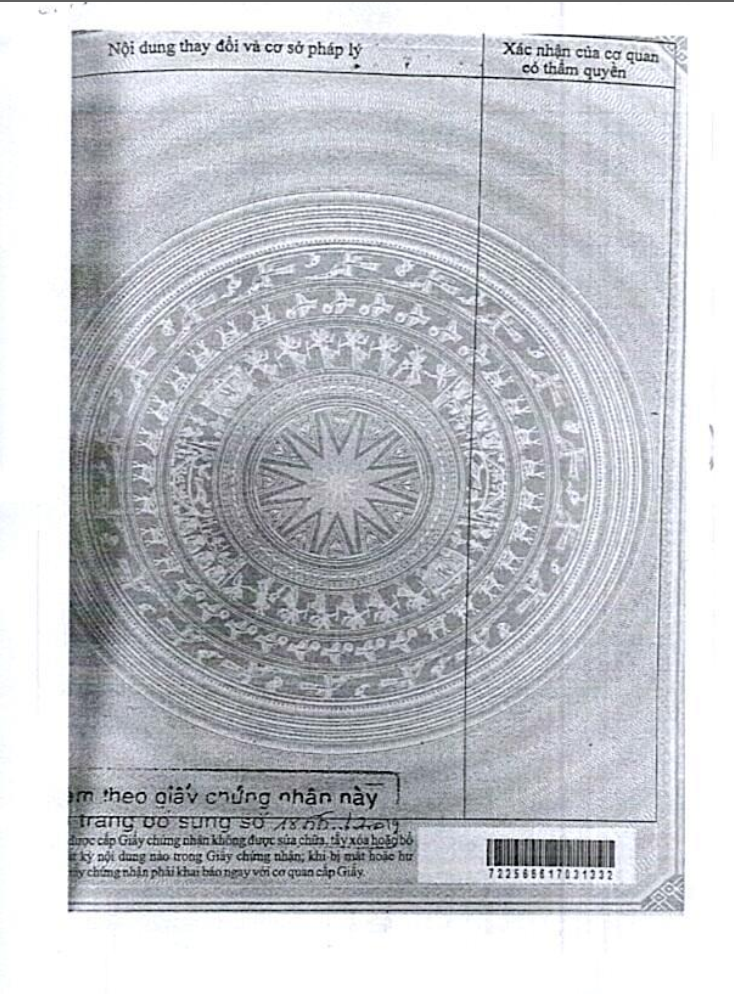 Nội dung thay đổi và cơ sở pháp lý
Xác nhận của cơ quan
có thẩm quyền
theo giấy chứng nhận này
trang bổ sung số
được cấp Giấy chứng nhận không được sửa chữa, tẩy xóa hoặc bổ
kỳ nội dung nào trong Giấy chứng nhận; khi bị mất hoặc hư
chứng nhận phải khai báo ngay với cơ quan cấp Giấy.